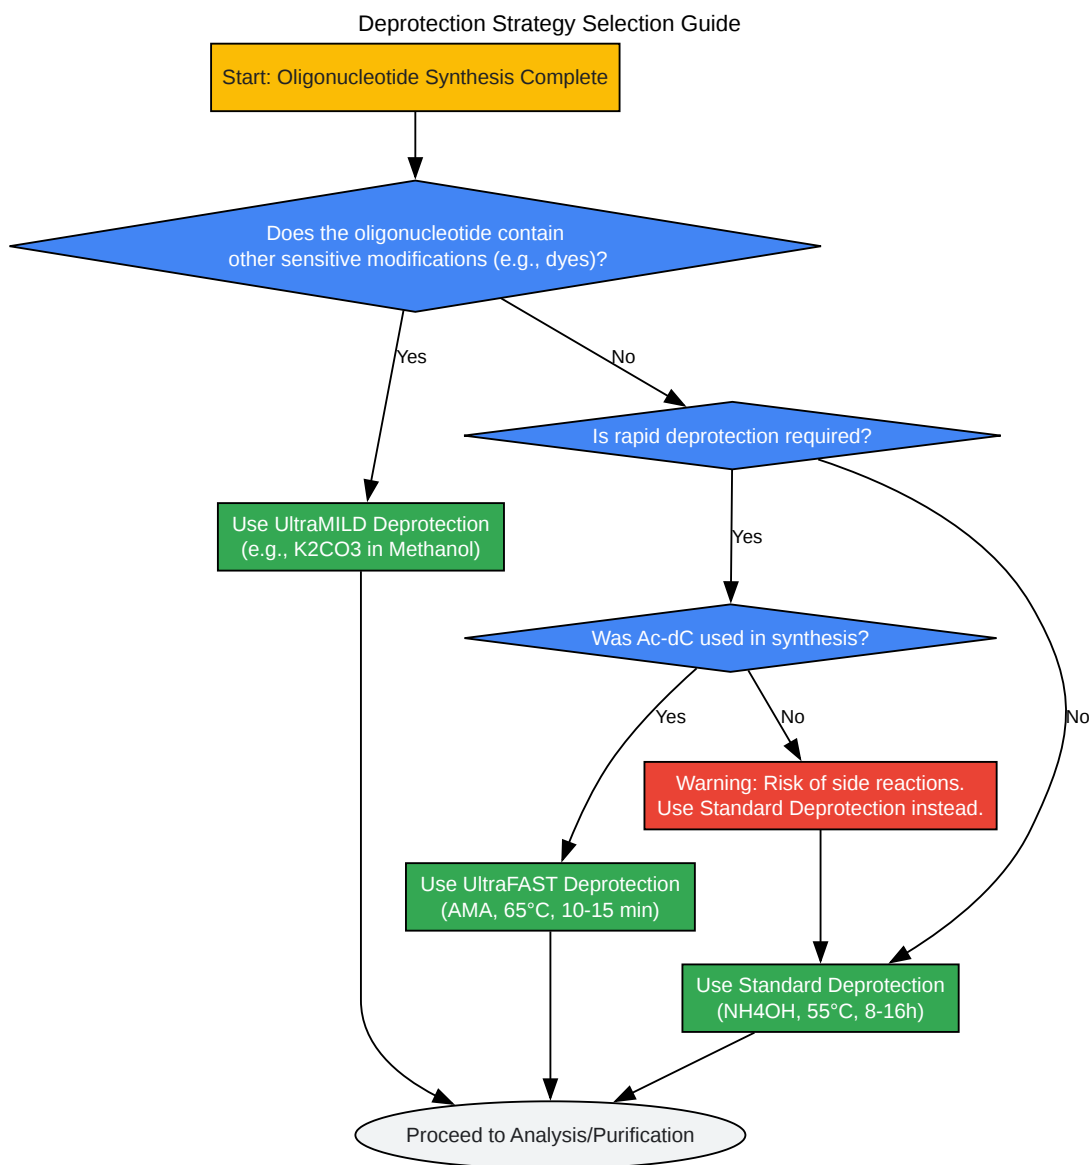 Deprotection Strategy Selection Guide
Start: Oligonucleotide Synthesis Complete
Does the oligonucleotide contain
other sensitive modifications (e.g., dyes)?
Yes
No
Is rapid deprotection required?
Use UltraMILD Deprotection
(e.g., K2CO3 in Methanol)
Yes
Was Ac-dC used in synthesis?
Yes
No
No
Warning: Risk of side reactions.
Use Standard Deprotection instead.
Use UltraFAST Deprotection
(AMA, 65°C, 10-15 min)
Use Standard Deprotection
(NH4OH, 55°C, 8-16h)
Proceed to Analysis/Purification